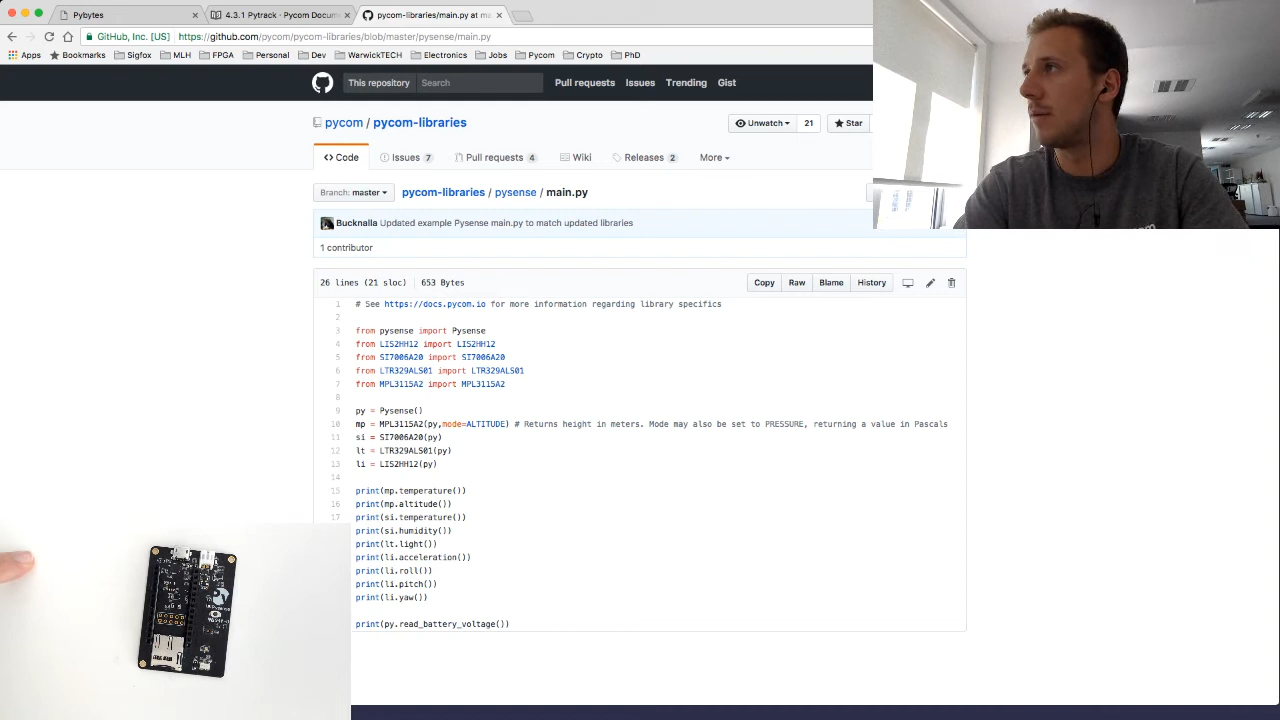 Pybytes
4.3.1 Pytrack - Pycom Docum
pycom-libraries/main.py at m
GitHub, Inc. [US] https://github.com/pycom/pycom-libraries/blob/master/pysense/main.py
Apps Bookmarks Sigfox MLH FPGA Personal WarwickTECH Electronics Dev Jobs Pycom Crypto PhD
This repository Search Pull requests Issues Trending Gist
pycom / pycom-libraries
Unwatch 21 Star
Code Issues 7 Pull requests 4 Wiki Releases 2 More
Branch: master pycom-libraries / pysense / main.py
Bucknalla Updated example Pysense main.py to match updated libraries
1 contributor
26 lines (21 sloc) 653 Bytes Copy Raw Blame History
1 # See https://docs.pycom.io for more information regarding library specifics
2
3 from pysense import Pysense
4 from LIS2HH12 import LIS2HH12
5 from SI7006A20 import SI7006A20
6 from LTR329ALS01 import LTR329ALS01
7 from MPL3115A2 import MPL3115A2
8
9 py = Pysense()
10 mp = MPL3115A2(py,mode=ALTITUDE) # Returns height in meters. Mode may also be set to PRESSURE, returning a value in Pascals
11 si = SI7006A20(py)
12 lt = LTR329ALS01(py)
13 li = LIS2HH12(py)
14
15 print(mp.temperature())
16 print(mp.altitude())
17 print(si.temperature())
print(si.humidity())
print(lt.light())
print(li.acceleration())
print(li.roll())
print(li.pitch())
print(li.yaw())
print(py.read_battery_voltage())